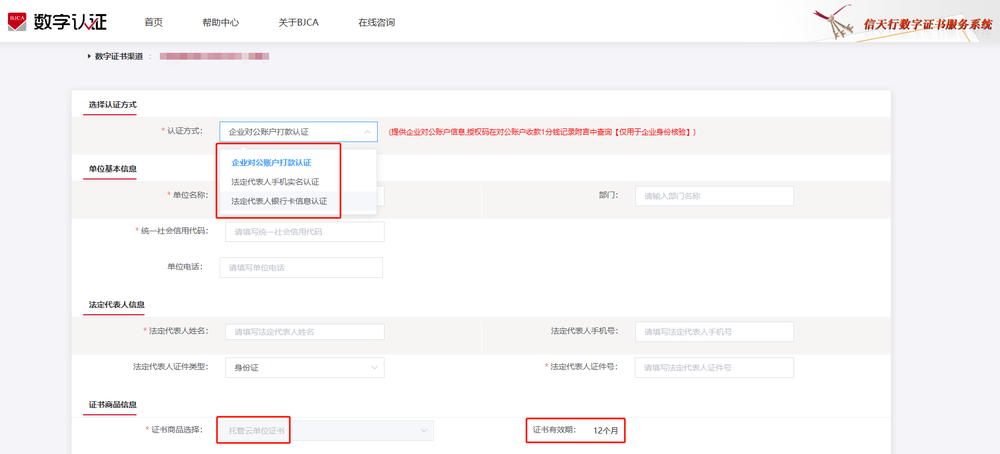 BJCA 数字认证 首页 帮助中心 关于BJCA 在线咨询 信天行数字证书服务系统
数字证书渠道 :
选择认证方式
* 认证方式: 企业对公账户打款认证 (提供企业对公账户信息,授权码在对公账户收款1分钱记录附言中查询【仅用于企业身份核验】)
企业对公账户打款认证
法定代表人手机实名认证
法定代表人银行卡信息认证
单位基本信息
* 单位名称: 部门: 请输入部门名称
* 统一社会信用代码: 请填写统一社会信用代码
单位电话: 请填写单位电话
法定代表人信息
* 法定代表人姓名: 请填写法定代表人姓名 法定代表人手机号: 请填写法定代表人手机号
法定代表人证件类型: 身份证 * 法定代表人证件号: 请填写法定代表人证件号
证书商品信息
* 证书商品选择: 托管云单位证书 证书有效期: 12个月